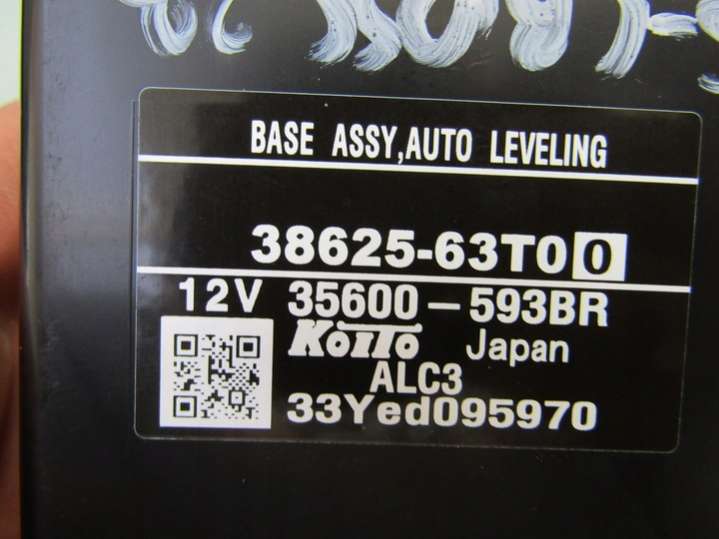 BASE ASSY,AUTO LEVELING
38625-63T00
12V 35600-593BR
KOITO Japan
ALC3
33Yed095970